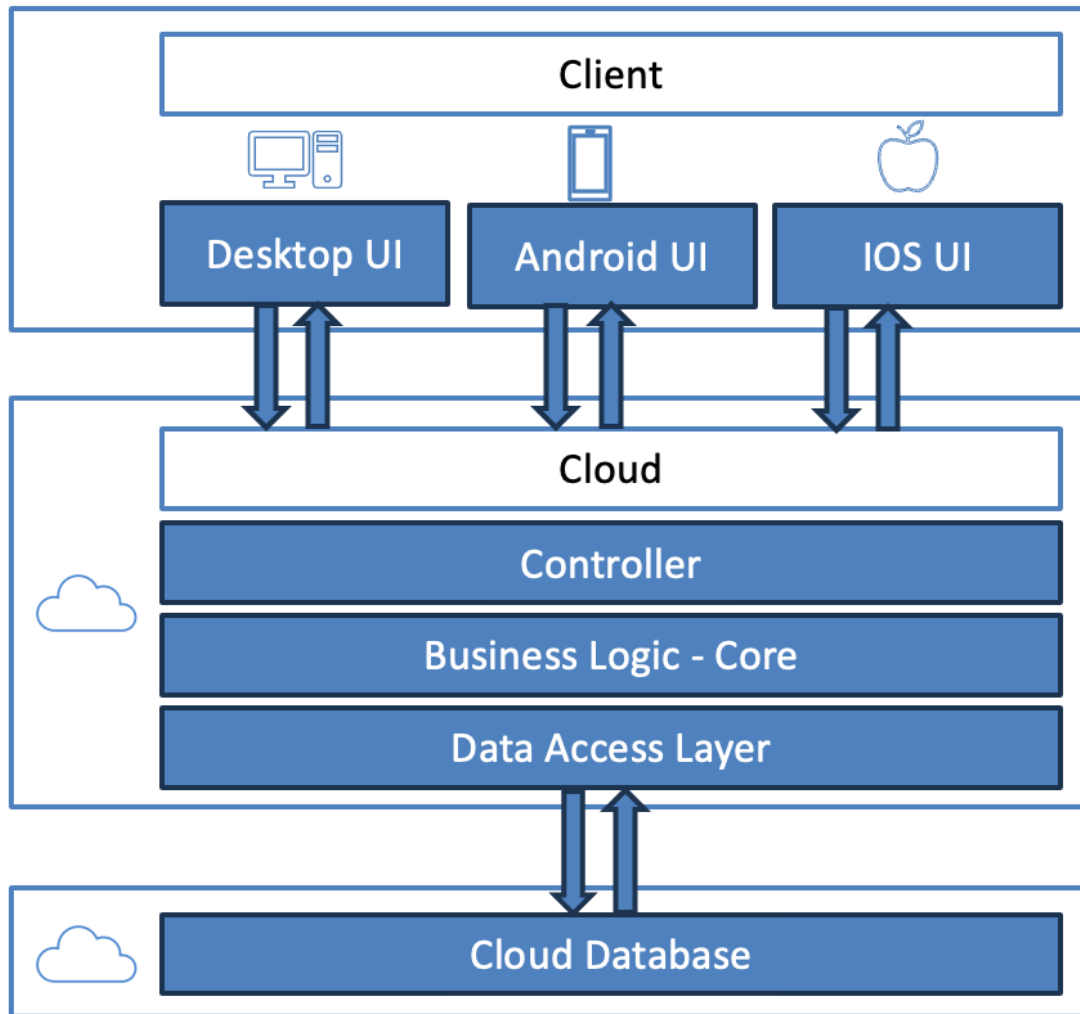 Client
Desktop UI
Android UI
IOS UI
Cloud
Controller
Business Logic - Core
Data Access Layer
Cloud Database